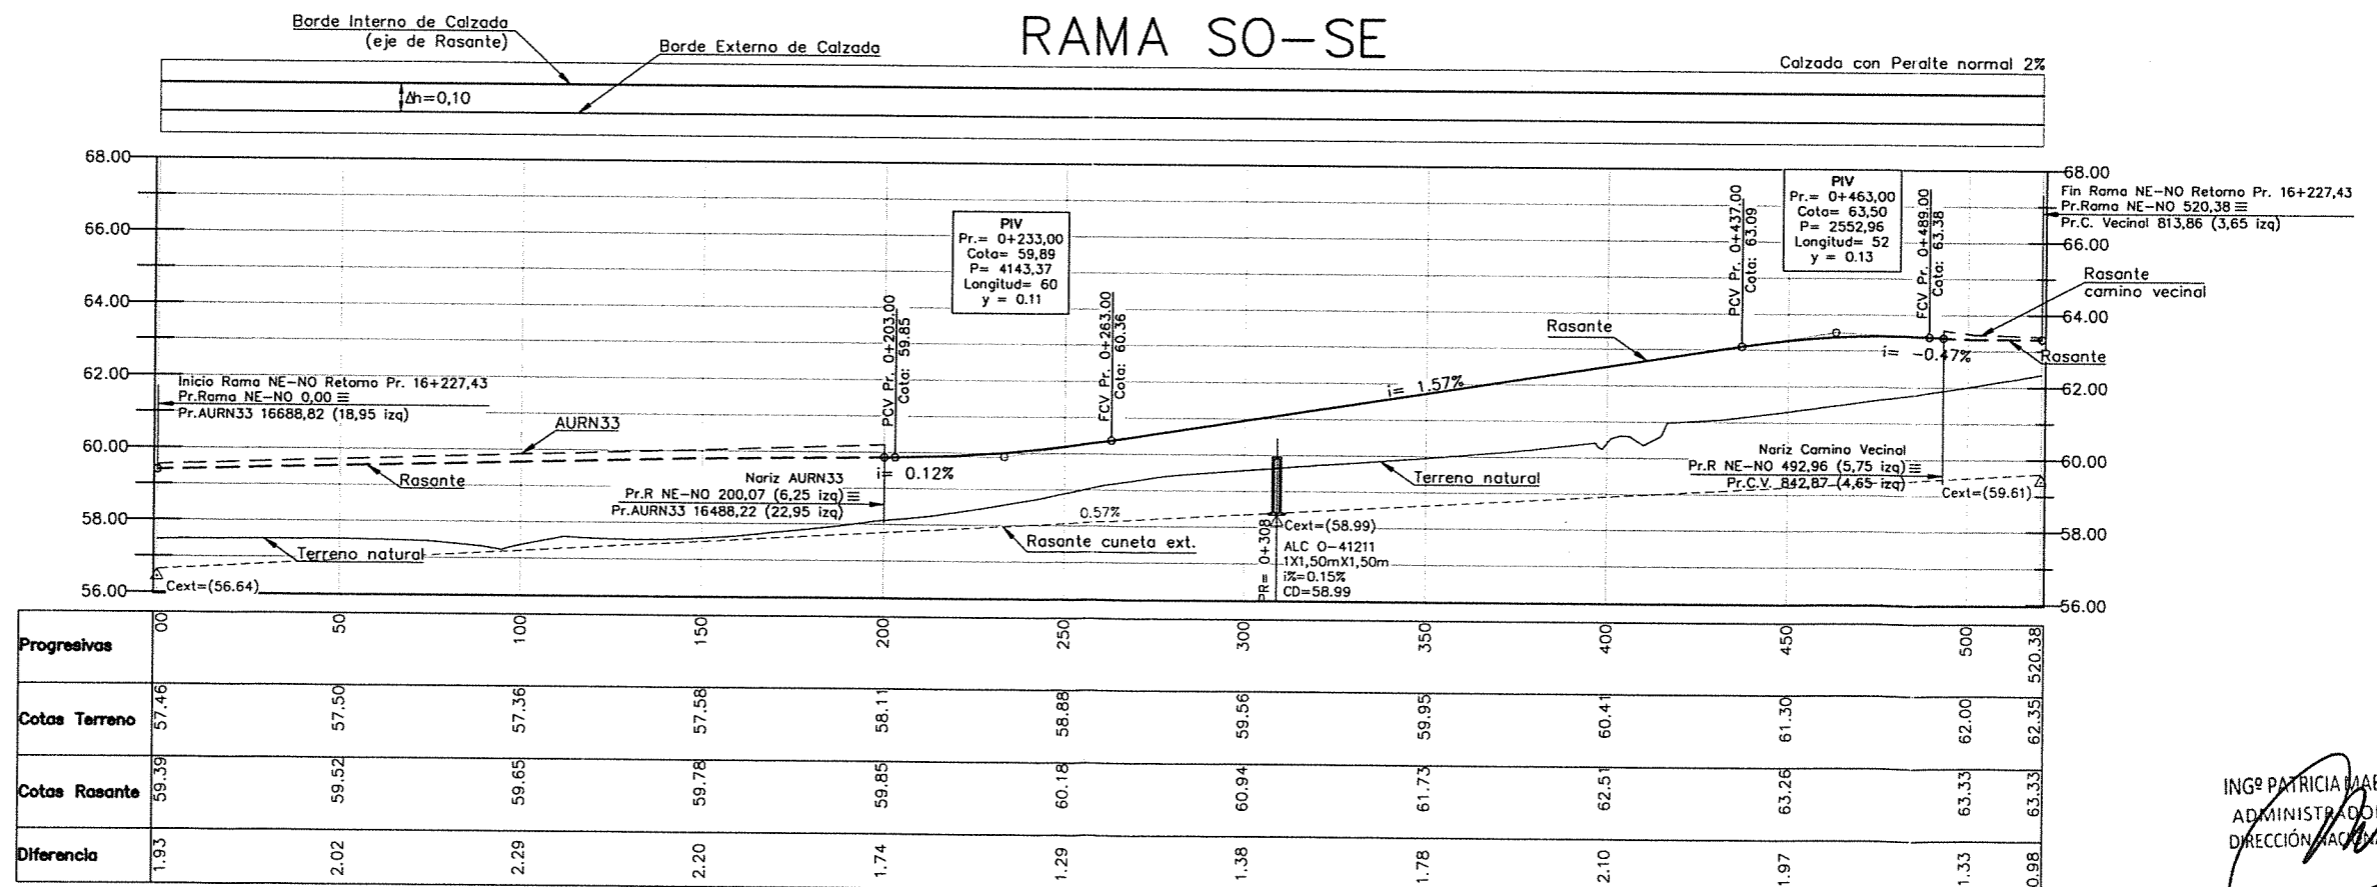 RAMA SO-SE
Borde Interno de Calzada
(eje de Rasante)
Borde Externo de Calzada
Calzada con Peralte normal 2%
Δh=0,10
68.00
66.00
64.00
62.00
60.00
58.00
56.00
68.00
66.00
64.00
62.00
60.00
58.00
56.00
Inicio Rama NE-NO Retorno Pr. 16+227,43
Pr.Rama NE-NO 0,00 ≡
Pr.AURN33 16688,82 (18,95 izq)
AURN33
Rasante
Terreno natural
Cext=(56.64)
Nariz AURN33
Pr.R NE-NO 200,07 (6,25 izq) ≡
Pr.AURN33 16488,22 (22,95 izq)
PCV Pr. 0+203.00
Cota: 59.85
i= 0.12%
PIV
Pr.= 0+233,00
Cota= 59,89
P= 4143,37
Longitud= 60
y = 0.11
FCV Pr. 0+263.00
Cota: 60.36
0.57%
Rasante cuneta ext.
PR= 0+308
Cext=(58.99)
ALC O-41211
1X1,50mX1,50m
i%=0.15%
CD=58.99
i= 1.57%
Terreno natural
Rasante
PCV Pr. 0+437.00
Cota: 63.09
PIV
Pr.= 0+463,00
Cota= 63,50
P= 2552,96
Longitud= 52
y = 0.13
FCV Pr. 0+489.00
Cota: 63.38
i= -0.47%
Nariz Camino Vecinal
Pr.R NE-NO 492,96 (5,75 izq) ≡
Pr.C.V. 842,87 (4,65 izq)
Cext=(59.61)
Fin Rama NE-NO Retorno Pr. 16+227,43
Pr.Rama NE-NO 520,38 ≡
Pr.C. Vecinal 813,86 (3,65 izq)
Rasante
camino vecinal
Rasante
Progresivas 00 50 100 150 200 250 300 350 400 450 500 520.38
Cotas Terreno 57.46 57.50 57.36 57.58 58.11 58.88 59.56 59.95 60.41 61.30 62.00 62.35
Cotas Rasante 59.39 59.52 59.65 59.78 59.85 60.18 60.94 61.73 62.51 63.26 63.33 63.33
Diferencia 1.93 2.02 2.29 2.20 1.74 1.29 1.38 1.78 2.10 1.97 1.33 0.98
INGº PATRICIA
ADMINISTRADO
DIRECCIÓN